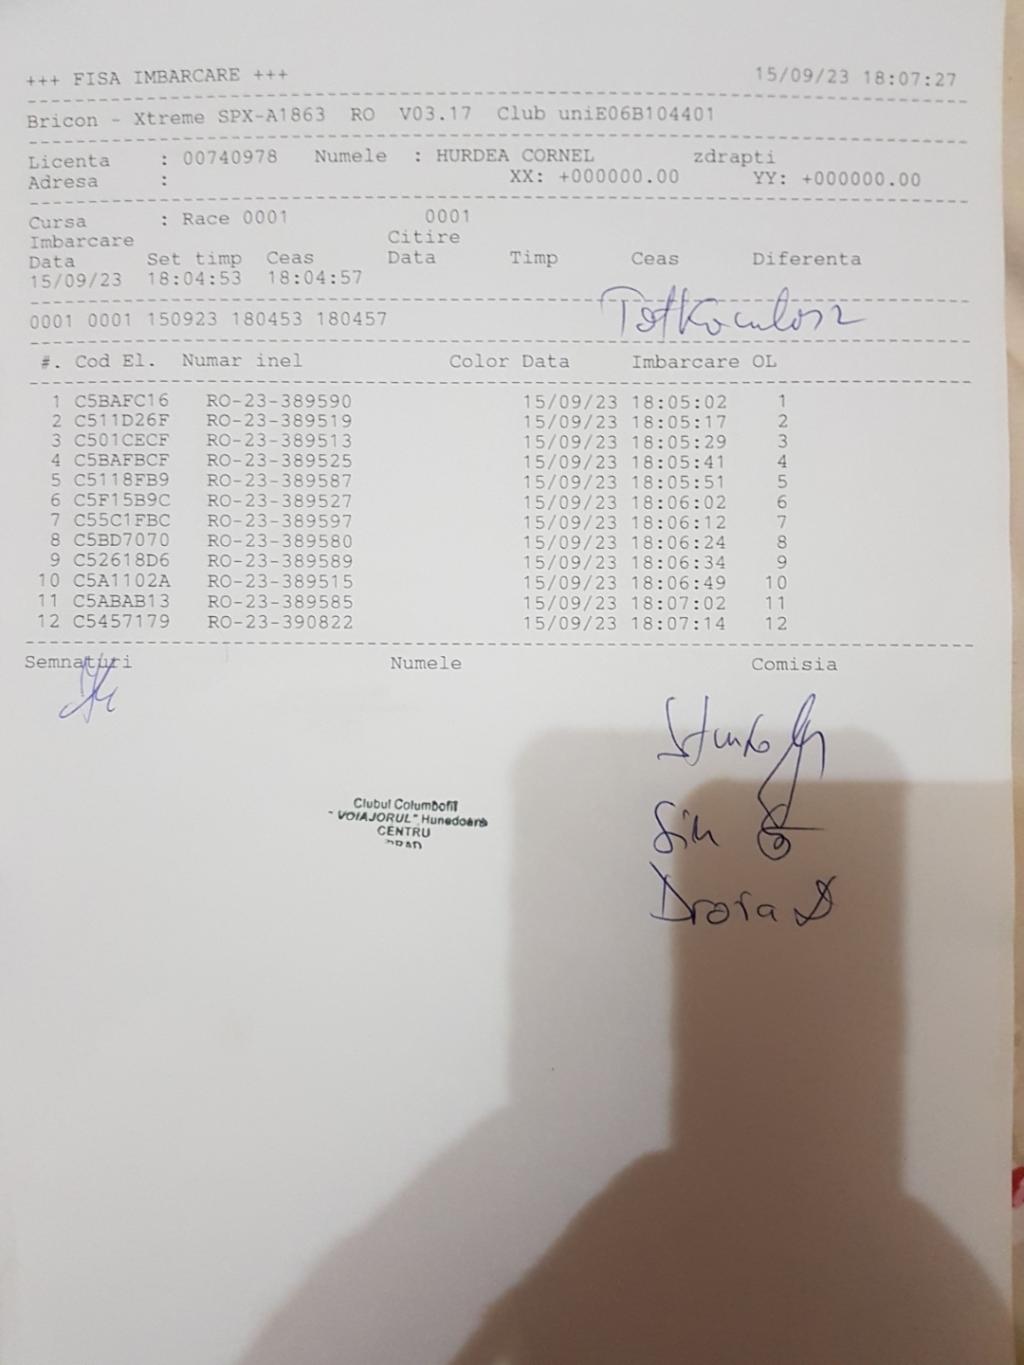 +++ FISA IMBARCARE +++ 15/09/23 18:07:27
Bricon - Xtreme SPX-A1863 RO V03.17 Club uniE06B104401
Licenta : 00740978 Numele : HURDEA CORNEL zdrapti
Adresa : XX: +000000.00 YY: +000000.00
Cursa : Race 0001 0001
Imbarcare Citire
Data Set timp Ceas Data Timp Ceas Diferenta
15/09/23 18:04:53 18:04:57
0001 0001 150923 180453 180457
#. Cod El. Numar inel Color Data Imbarcare OL
1 C5BAFC16 RO-23-389590 15/09/23 18:05:02 1
2 C511D26F RO-23-389519 15/09/23 18:05:17 2
3 C501CECF RO-23-389513 15/09/23 18:05:29 3
4 C5BAFBCF RO-23-389525 15/09/23 18:05:41 4
5 C5118FB9 RO-23-389587 15/09/23 18:05:51 5
6 C5F15B9C RO-23-389527 15/09/23 18:06:02 6
7 C55C1FBC RO-23-389597 15/09/23 18:06:12 7
8 C5BD7070 RO-23-389580 15/09/23 18:06:24 8
9 C52618D6 RO-23-389589 15/09/23 18:06:34 9
10 C5A1102A RO-23-389515 15/09/23 18:06:49 10
11 C5ABAB13 RO-23-389585 15/09/23 18:07:02 11
12 C5457179 RO-23-390822 15/09/23 18:07:14 12
Semnaturi Numele Comisia
Clubul Columbofil
"VOIAJORUL" Hunedoara
CENTRU